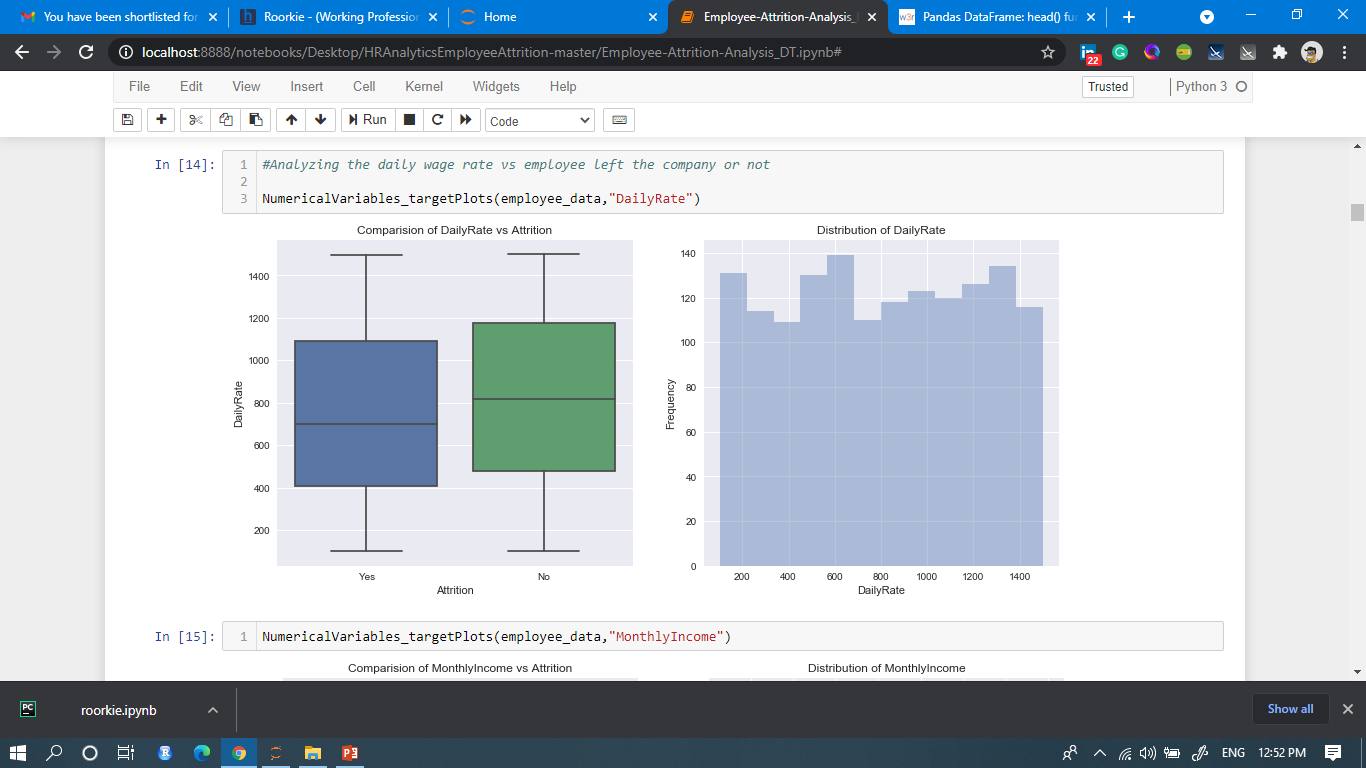 You have been shortlisted for
Roorkie - (Working Profession
Home
Employee-Attrition-Analysis_
w3r
Pandas DataFrame: head() fu
localhost:8888/notebooks/Desktop/HRAnalyticsEmployeeAttrition-master/Employee-Attrition-Analysis_DT.ipynb#
22
File Edit View Insert Cell Kernel Widgets Help Trusted Python 3
Run Code
In [14]: 1 #Analyzing the daily wage rate vs employee left the company or not
2
3 NumericalVariables_targetPlots(employee_data,"DailyRate")
Comparision of DailyRate vs Attrition
1400
1200
1000
800
600
400
200
DailyRate
Yes No
Attrition
Distribution of DailyRate
140
120
100
80
60
40
20
0
Frequency
200 400 600 800 1000 1200 1400
DailyRate
In [15]: 1 NumericalVariables_targetPlots(employee_data,"MonthlyIncome")
Comparision of MonthlyIncome vs Attrition
Distribution of MonthlyIncome
PC
roorkie.ipynb
Show all
R
P
ENG 12:52 PM